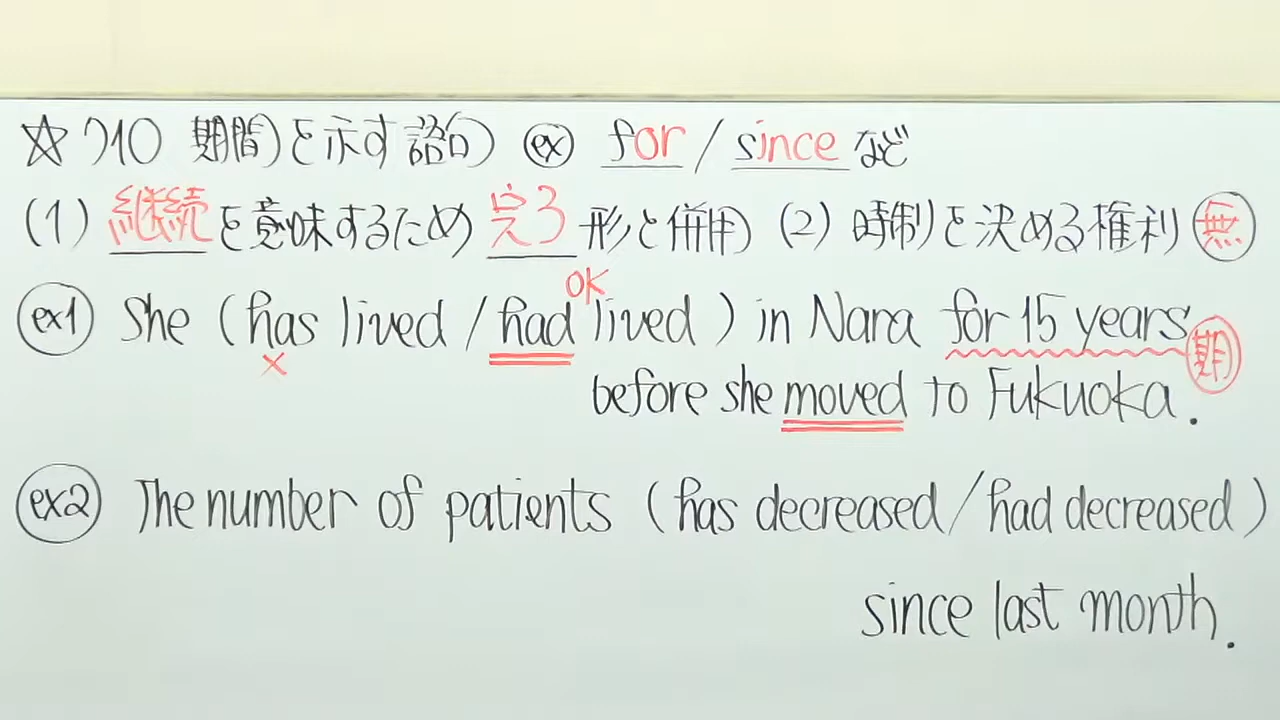 ☆つ10 期間を示す語句 ex for / since など
(1) 継続を意味するため 完了 形と併用 (2) 時制を決める権利 無
ex1 She (has lived / had lived) in Nara for 15 years
× OK 期
before she moved to Fukuoka.
ex2 The number of patients (has decreased / had decreased)
since last month.